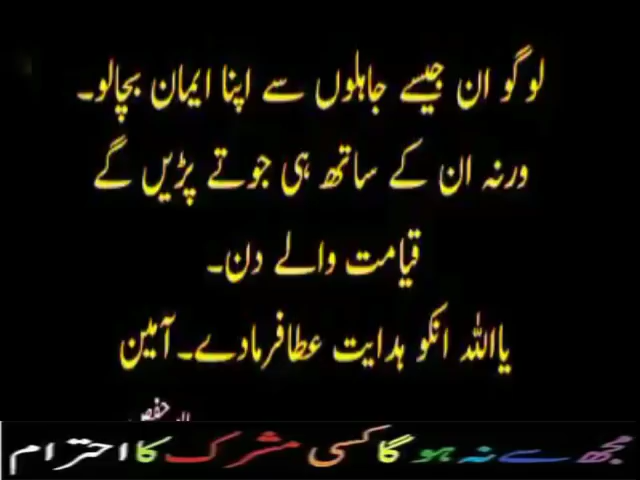 لوگو ان جیسے جاہلوں سے اپنا ایمان بچالو۔
ورنہ ان کے ساتھ ہی جوتے پڑیں گے
قیامت والے دن۔
یااللہ انکو ہدایت عطافرمادے۔آمین
مجھ سے نہ ہو گا کسی مشرک کا احترام